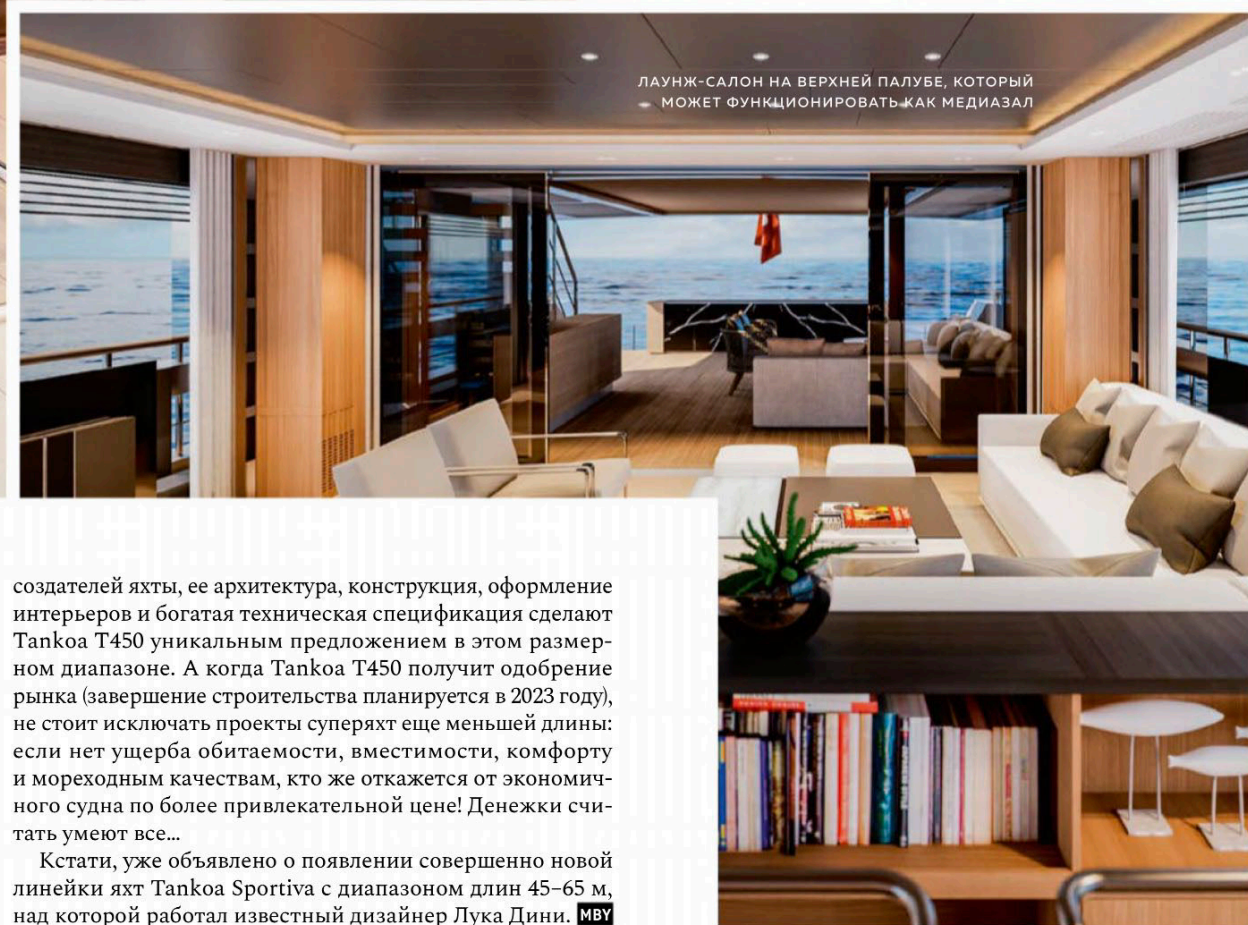 ЛАУНЖ-САЛОН НА ВЕРХНЕЙ ПАЛУБЕ, КОТОРЫЙ
МОЖЕТ ФУНКЦИОНИРОВАТЬ КАК МЕДИАЗАЛ
создателей яхты, ее архитектура, конструкция, оформление
интерьеров и богатая техническая спецификация сделают
Tankoa T450 уникальным предложением в этом размер-
ном диапазоне. А когда Tankoa T450 получит одобрение
рынка (завершение строительства планируется в 2023 году),
не стоит исключать проекты суперяхт еще меньшей длины:
если нет ущерба обитаемости, вместимости, комфорту
и мореходным качествам, кто же откажется от экономич-
ного судна по более привлекательной цене! Денежки счи-
тать умеют все...
Кстати, уже объявлено о появлении совершенно новой
линейки яхт Tankoa Sportiva с диапазоном длин 45–65 м,
над которой работал известный дизайнер Лука Дини. MBY